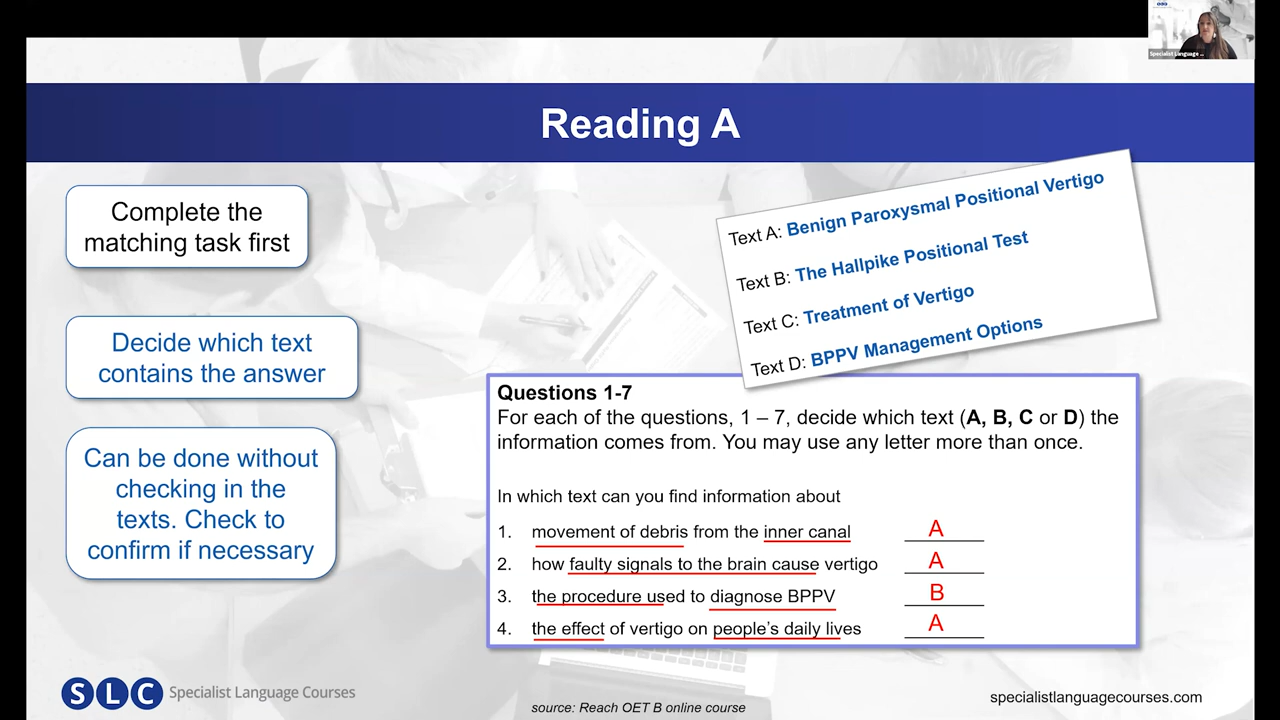 SLC
Specialist Language ...
Reading A
Complete the
matching task first
Decide which text
contains the answer
Can be done without
checking in the
texts. Check to
confirm if necessary
Text A: Benign Paroxysmal Positional Vertigo
Text B: The Hallpike Positional Test
Text C: Treatment of Vertigo
Text D: BPPV Management Options
Questions 1-7
For each of the questions, 1 – 7, decide which text (A, B, C or D) the
information comes from. You may use any letter more than once.
In which text can you find information about
1. movement of debris from the inner canal A
2. how faulty signals to the brain cause vertigo A
3. the procedure used to diagnose BPPV B
4. the effect of vertigo on people's daily lives A
SLC Specialist Language Courses
source: Reach OET B online course
specialistlanguagecourses.com